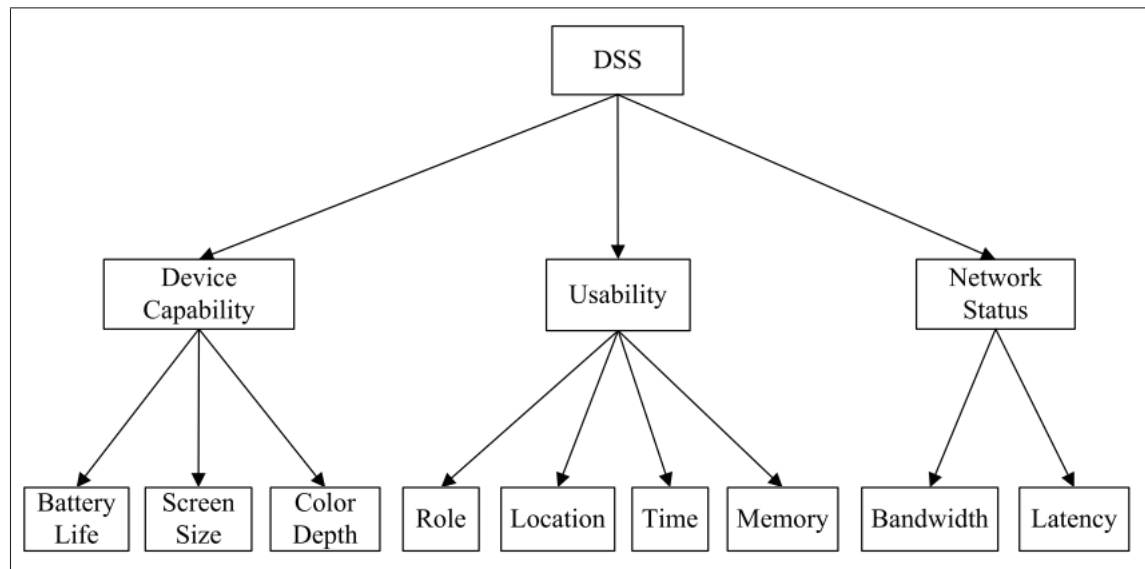 DSS
Device
Capability
Usability
Network
Status
Battery
Life
Screen
Size
Color
Depth
Role
Location
Time
Memory
Bandwidth
Latency